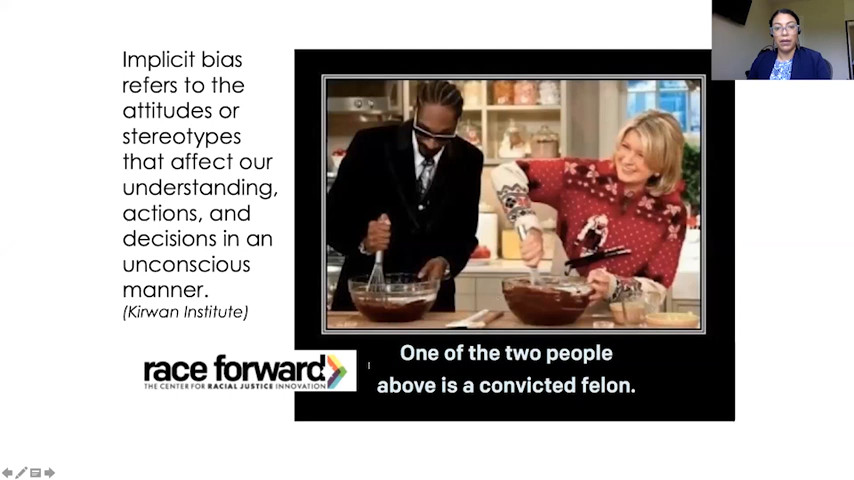 Implicit bias
refers to the
attitudes or
stereotypes
that affect our
understanding,
actions, and
decisions in an
unconscious
manner.
(Kirwan Institute)
race forward
THE CENTER FOR RACIAL JUSTICE INNOVATION
One of the two people
above is a convicted felon.